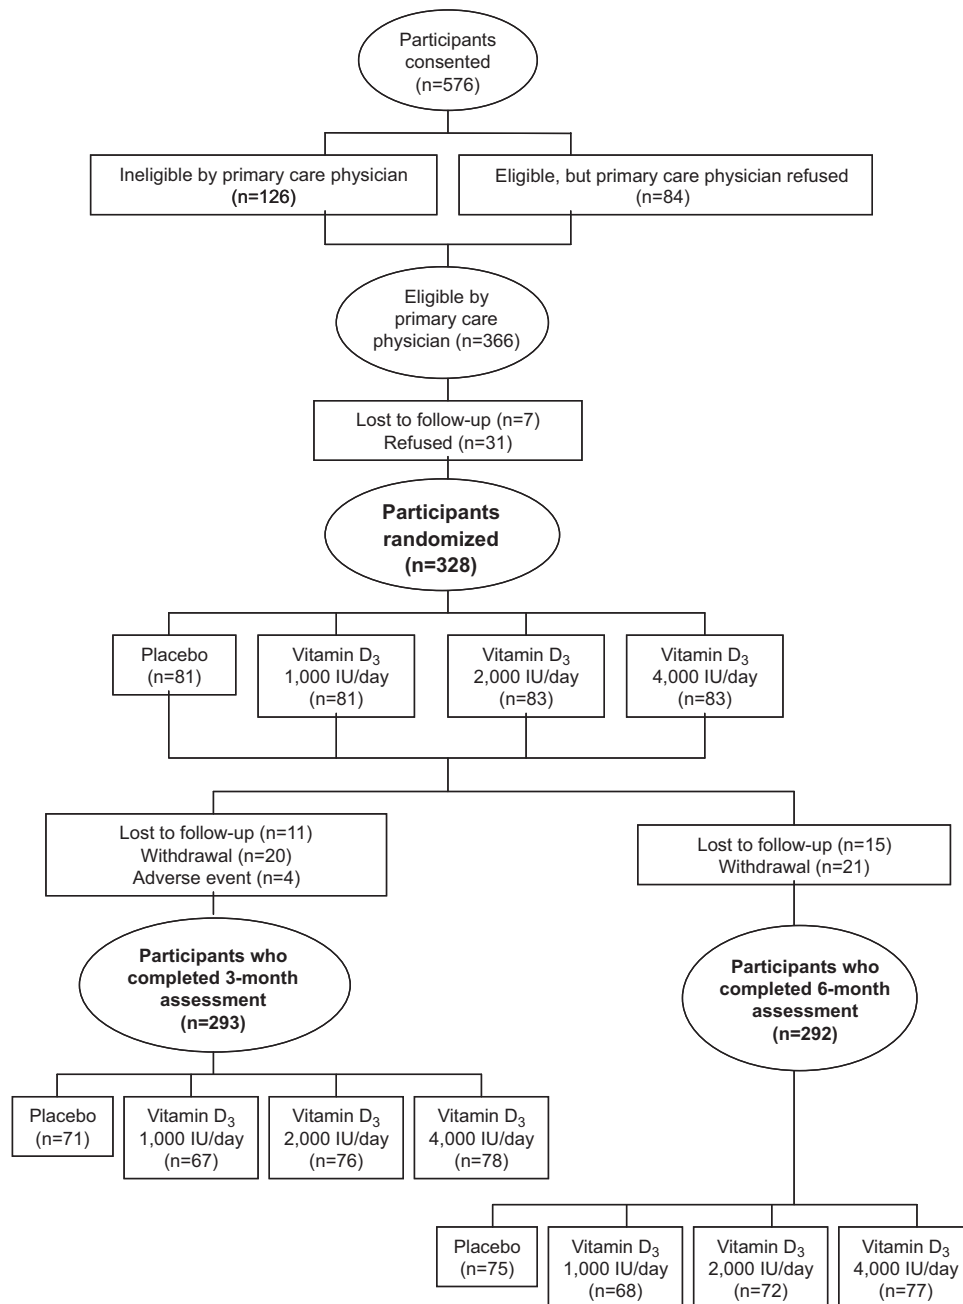 Participants
consented
(n=576)
Ineligible by primary care physician
(n=126)
Eligible, but primary care physician refused
(n=84)
Eligible by
primary care
physician (n=366)
Lost to follow-up (n=7)
Refused (n=31)
Participants
randomized
(n=328)
Placebo
(n=81)
Vitamin D3
1,000 IU/day
(n=81)
Vitamin D3
2,000 IU/day
(n=83)
Vitamin D3
4,000 IU/day
(n=83)
Lost to follow-up (n=11)
Withdrawal (n=20)
Adverse event (n=4)
Lost to follow-up (n=15)
Withdrawal (n=21)
Participants who
completed 3-month
assessment
(n=293)
Participants who
completed 6-month
assessment
(n=292)
Placebo
(n=71)
Vitamin D3
1,000 IU/day
(n=67)
Vitamin D3
2,000 IU/day
(n=76)
Vitamin D3
4,000 IU/day
(n=78)
Placebo
(n=75)
Vitamin D3
1,000 IU/day
(n=68)
Vitamin D3
2,000 IU/day
(n=72)
Vitamin D3
4,000 IU/day
(n=77)